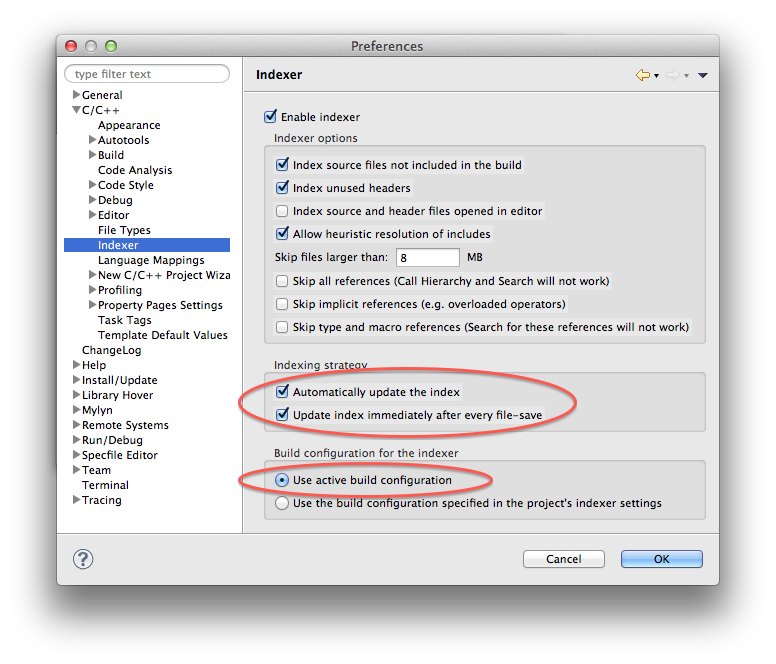 Preferences
type filter text
General
C/C++
Appearance
Autotools
Build
Code Analysis
Code Style
Debug
Editor
File Types
Indexer
Language Mappings
New C/C++ Project Wiza
Profiling
Property Pages Settings
Task Tags
Template Default Values
ChangeLog
Help
Install/Update
Library Hover
Mylyn
Remote Systems
Run/Debug
Specfile Editor
Team
Terminal
Tracing
Indexer
Enable indexer
Indexer options
Index source files not included in the build
Index unused headers
Index source and header files opened in editor
Allow heuristic resolution of includes
Skip files larger than: 8 MB
Skip all references (Call Hierarchy and Search will not work)
Skip implicit references (e.g. overloaded operators)
Skip type and macro references (Search for these references will not work)
Indexing strategy
Automatically update the index
Update index immediately after every file-save
Build configuration for the indexer
Use active build configuration
Use the build configuration specified in the project's indexer settings
?
Cancel
OK